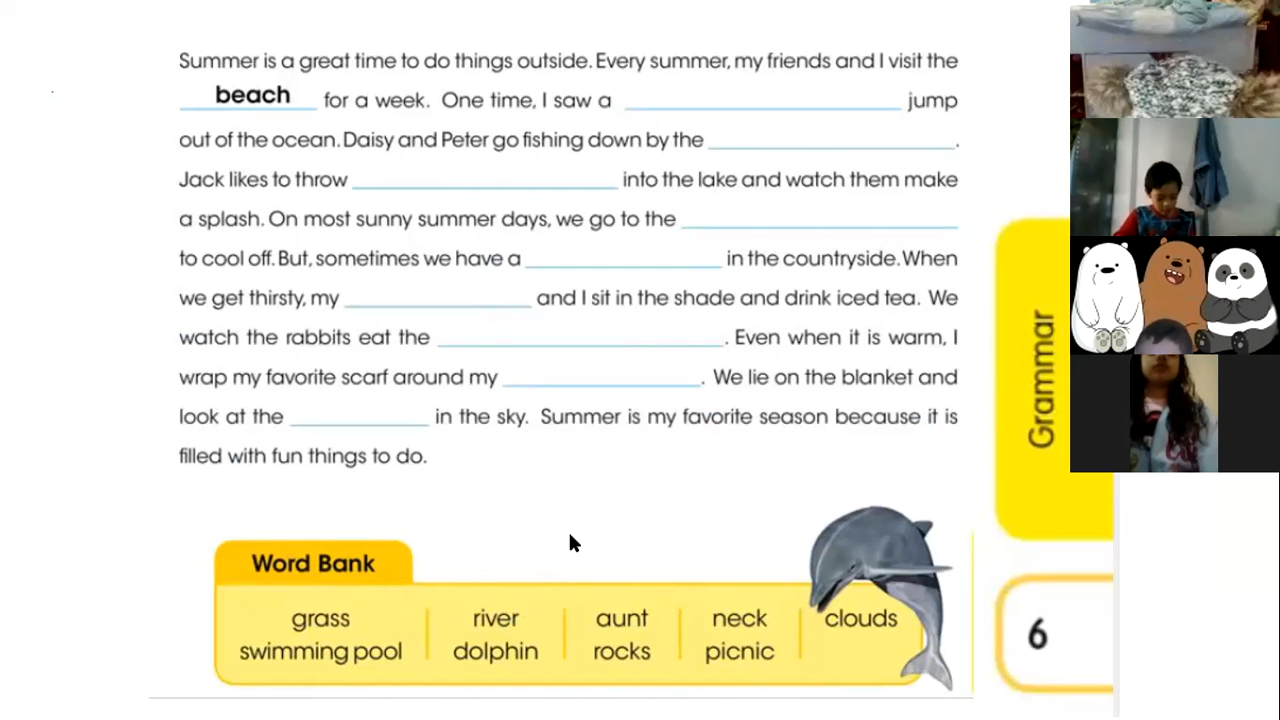 Summer is a great time to do things outside. Every summer, my friends and I visit the
beach for a week. One time, I saw a jump
out of the ocean. Daisy and Peter go fishing down by the .
Jack likes to throw into the lake and watch them make
a splash. On most sunny summer days, we go to the
to cool off. But, sometimes we have a in the countryside. When
we get thirsty, my and I sit in the shade and drink iced tea. We
watch the rabbits eat the . Even when it is warm, I
wrap my favorite scarf around my . We lie on the blanket and
look at the in the sky. Summer is my favorite season because it is
filled with fun things to do.
Word Bank
grass river aunt neck clouds
swimming pool dolphin rocks picnic
Grammar
6